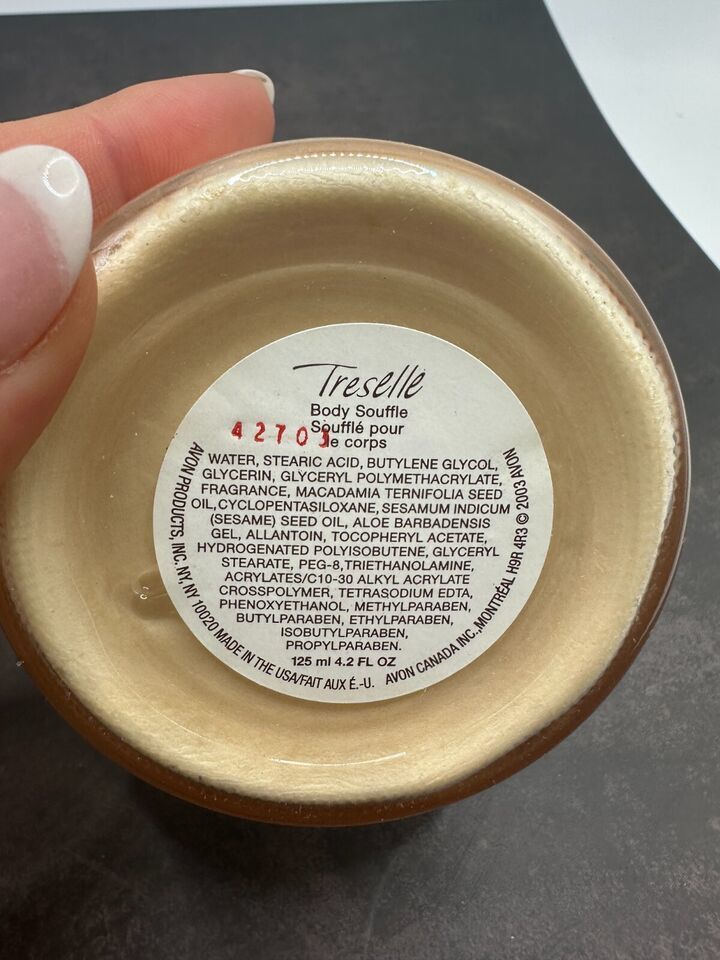 Treselle
Body Souffle
Soufflé pour
le corps
WATER, STEARIC ACID, BUTYLENE GLYCOL,
GLYCERIN, GLYCERYL POLYMETHACRYLATE,
FRAGRANCE, MACADAMIA TERNIFOLIA SEED
OIL, CYCLOPENTASILOXANE, SESAMUM INDICUM
(SESAME) SEED OIL, ALOE BARBADENSIS
GEL, ALLANTOIN, TOCOPHERYL ACETATE,
HYDROGENATED POLYISOBUTENE, GLYCERYL
STEARATE, PEG-8, TRIETHANOLAMINE,
ACRYLATES/C10-30 ALKYL ACRYLATE
CROSSPOLYMER, TETRASODIUM EDTA,
PHENOXYETHANOL, METHYLPARABEN,
BUTYLPARABEN, ETHYLPARABEN,
ISOBUTYLPARABEN,
PROPYLPARABEN.
125 ml 4.2 FL OZ
AVON PRODUCTS, INC. NY, NY 10020 MADE IN THE USA/FAIT AUX É.-U. AVON CANADA INC., MONTRÉAL H9R 4R3 © 2003 AVON